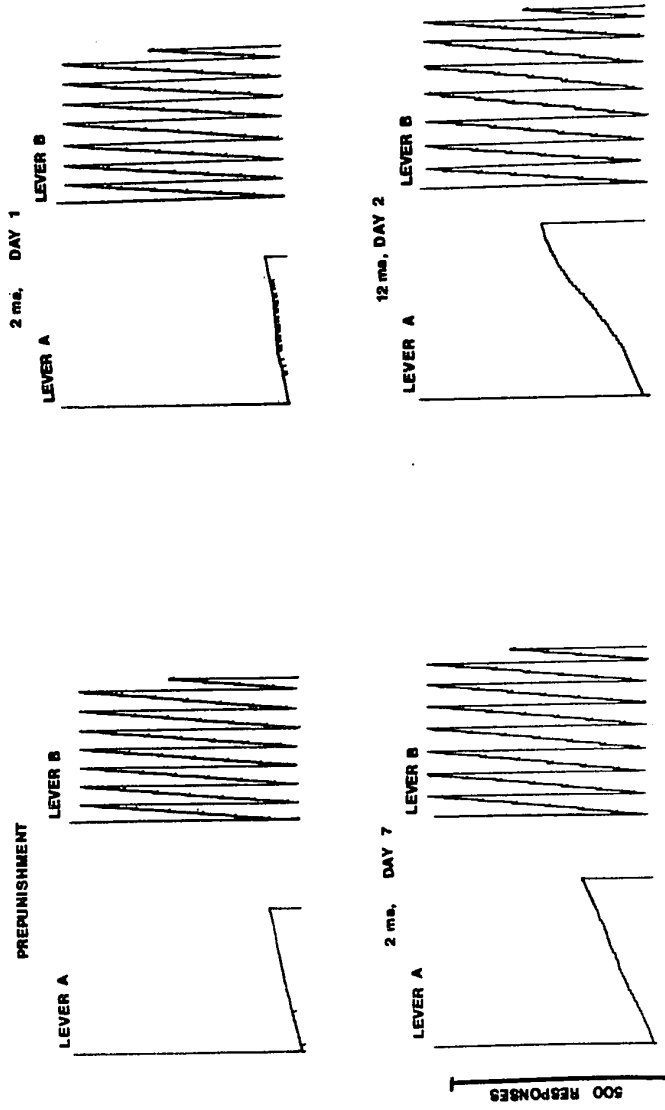 PREPUNISHMENT
LEVER A
LEVER B
2 ma, DAY 1
LEVER A
LEVER B
2 ma, DAY 7
LEVER A
LEVER B
12 ma, DAY 2
LEVER A
LEVER B
500 RESPONSES